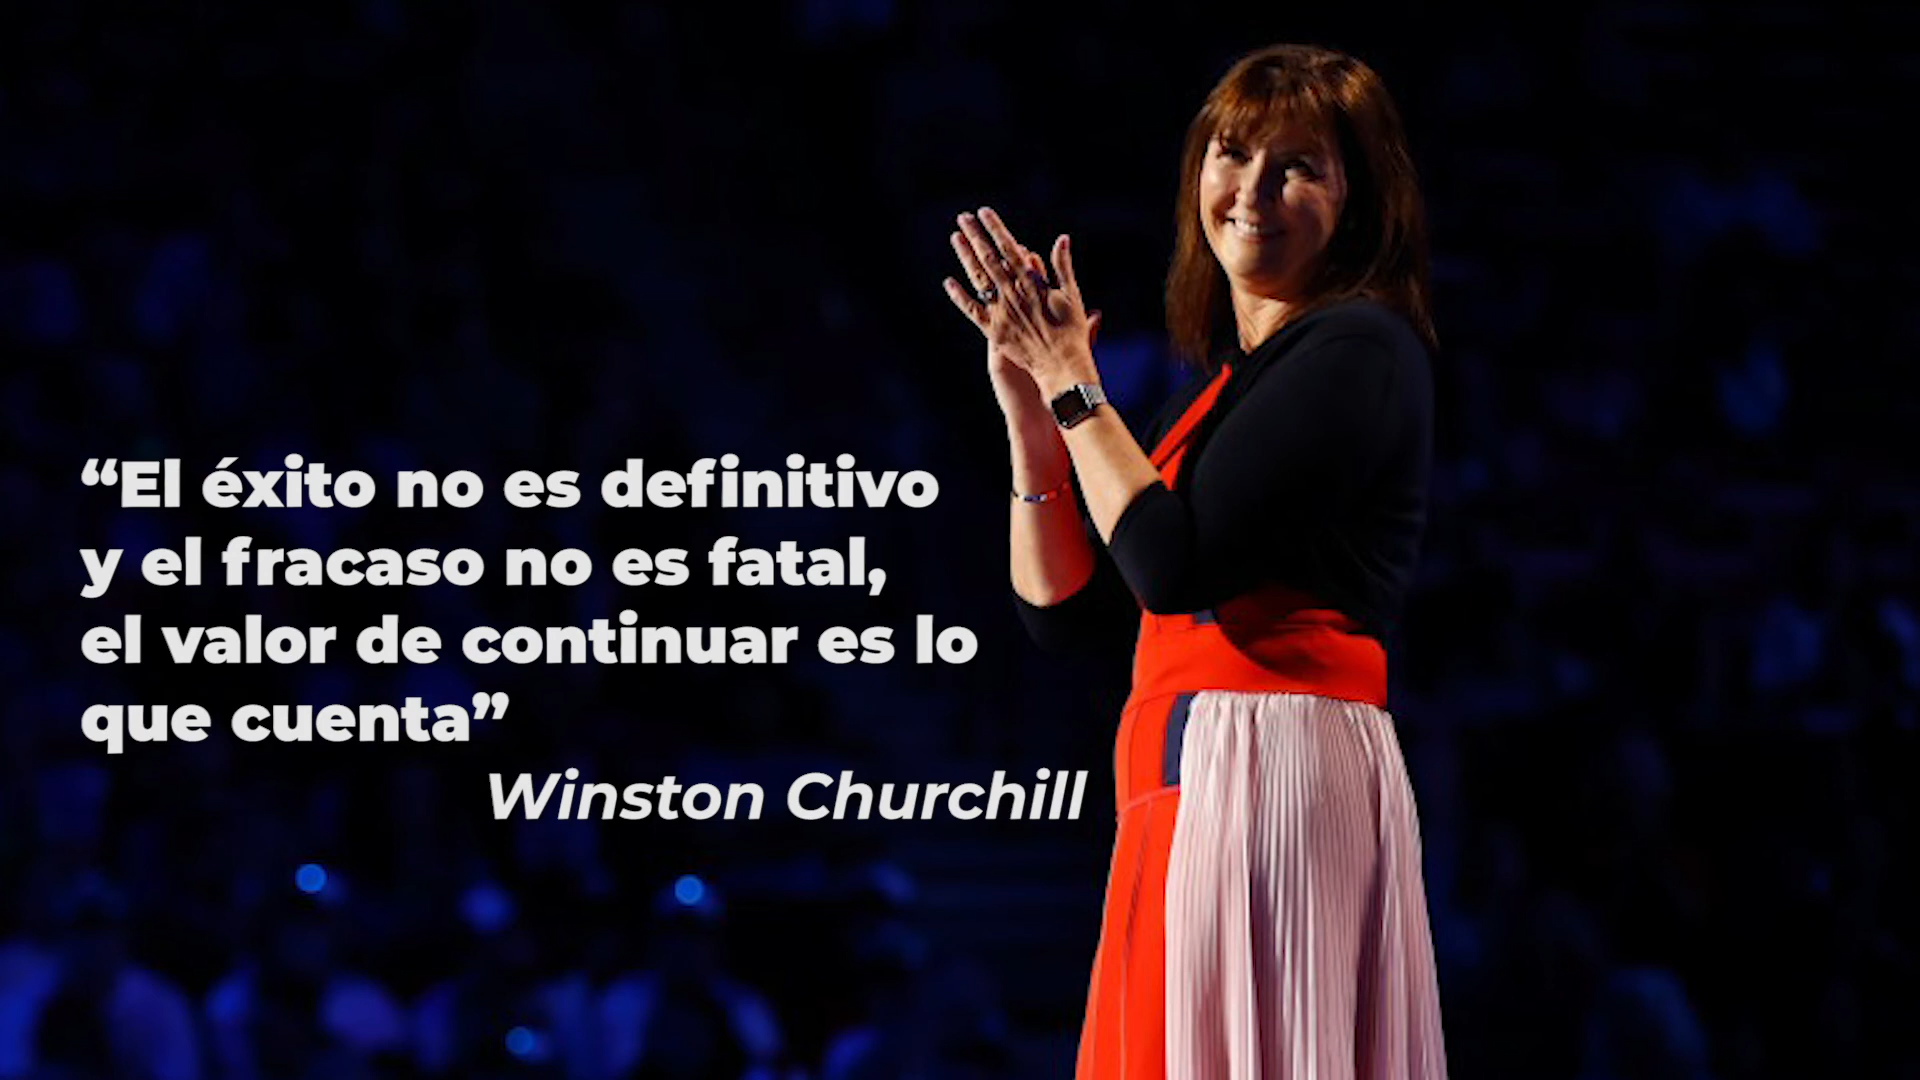 “El éxito no es definitivo
y el fracaso no es fatal,
el valor de continuar es lo
que cuenta”
Winston Churchill